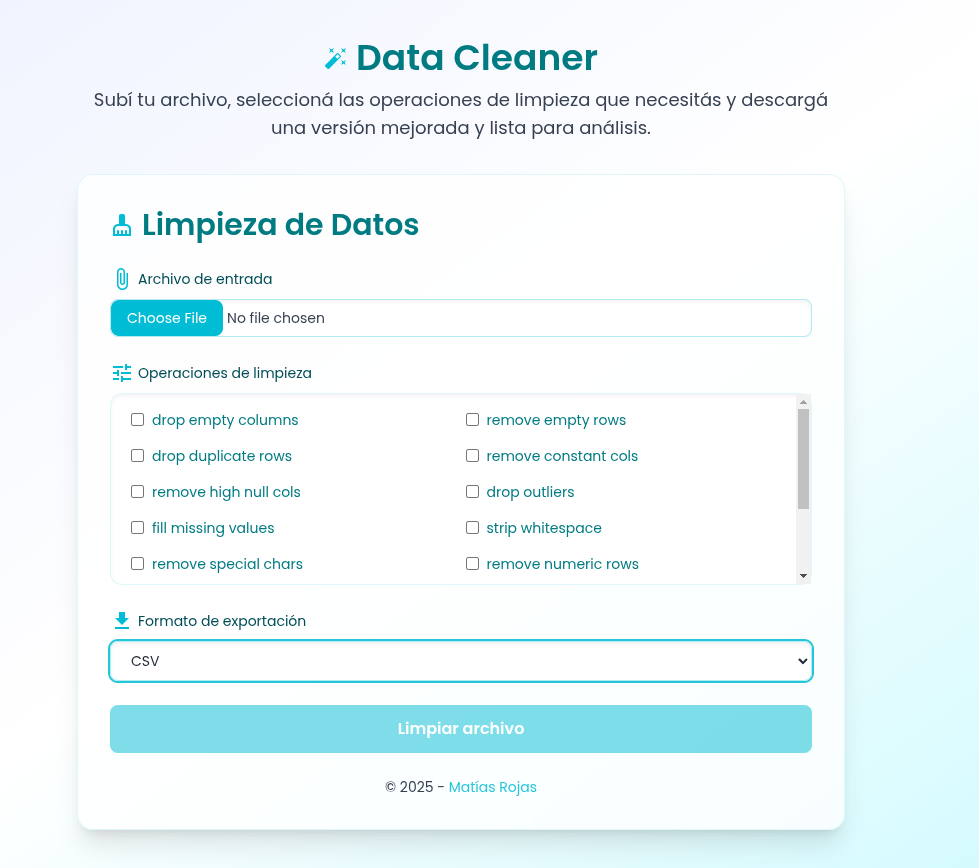 Data Cleaner
Subí tu archivo, seleccioná las operaciones de limpieza que necesitás y descargá
una versión mejorada y lista para análisis.
Limpieza de Datos
Archivo de entrada
Choose File No file chosen
Operaciones de limpieza
drop empty columns
remove empty rows
drop duplicate rows
remove constant cols
remove high null cols
drop outliers
fill missing values
strip whitespace
remove special chars
remove numeric rows
Formato de exportación
CSV
Limpiar archivo
© 2025 - Matías Rojas